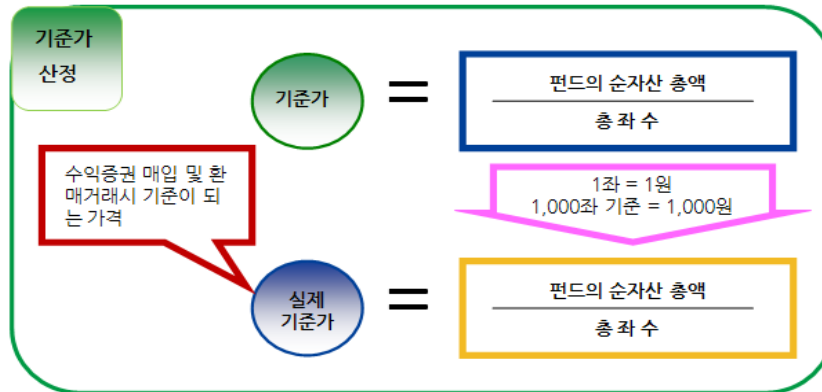 기준가
산정
기준가
=
펀드의 순자산 총액
총 좌 수
수익증권 매입 및 환
매거래시 기준이 되
는 가격
1좌 = 1원
1,000좌 기준 = 1,000원
실제
기준가
=
펀드의 순자산 총액
총 좌 수